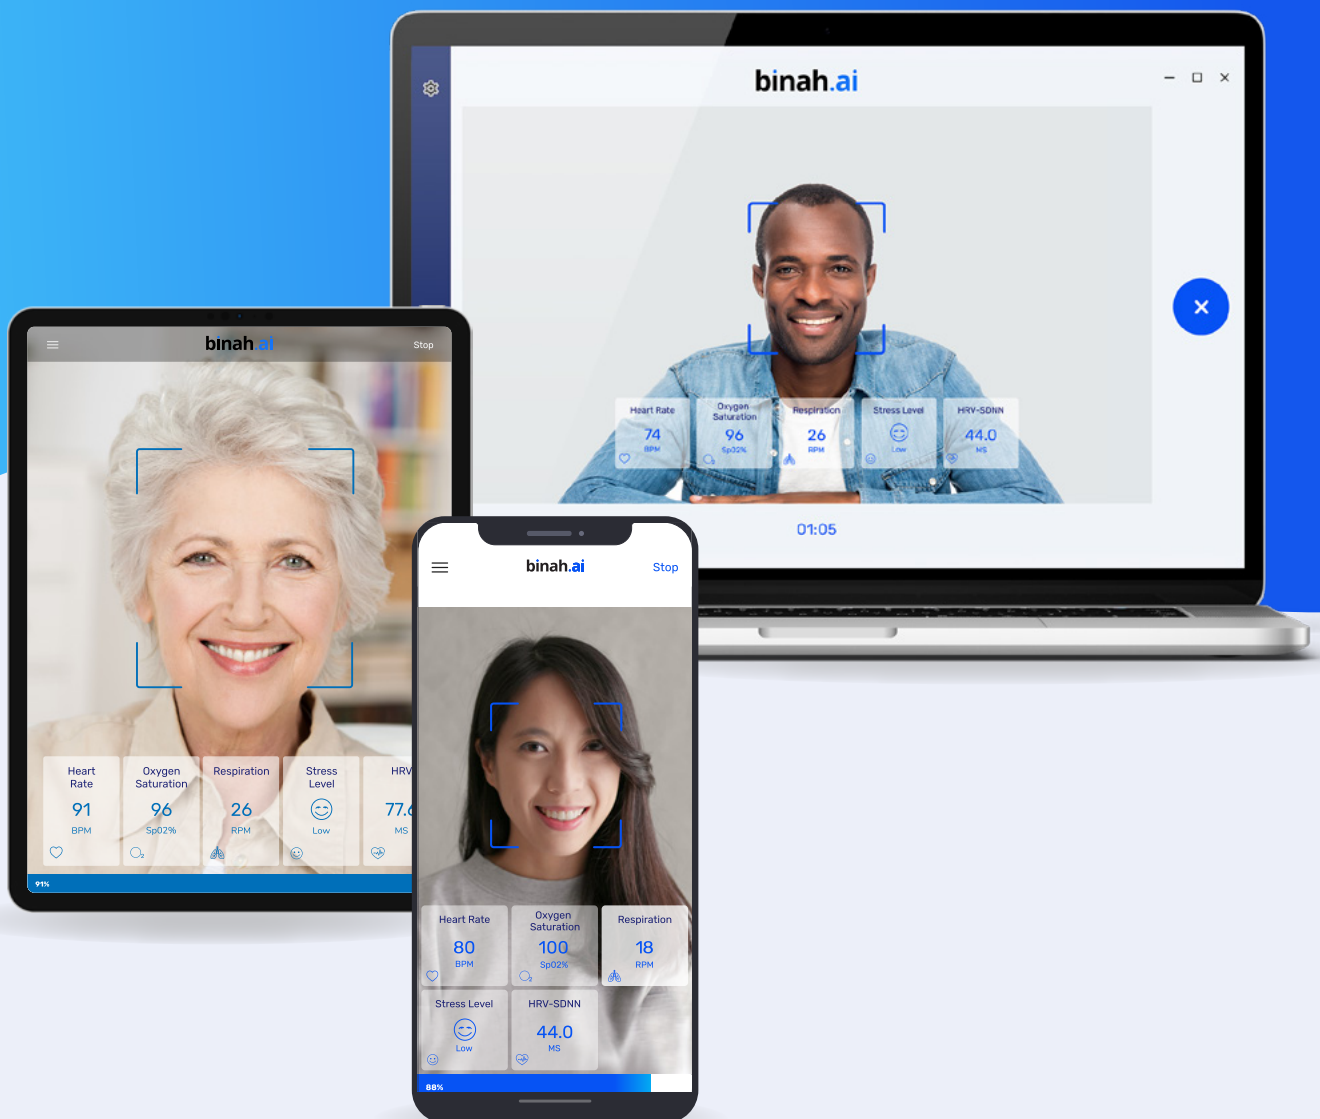 binah.ai
Heart Rate
74
BPM
Oxygen
Saturation
96
Sp02%
Respiration
26
RPM
Stress Level
Low
HRV-SDNN
44.0
MS
01:05
binah.ai
Stop
Heart
Rate
91
BPM
Oxygen
Saturation
96
Sp02%
Respiration
26
RPM
Stress
Level
Low
HRV
77.6
MS
91%
binah.ai
Stop
Heart Rate
80
BPM
Oxygen
Saturation
100
Sp02%
Respiration
18
RPM
Stress Level
Low
HRV-SDNN
44.0
MS
88%